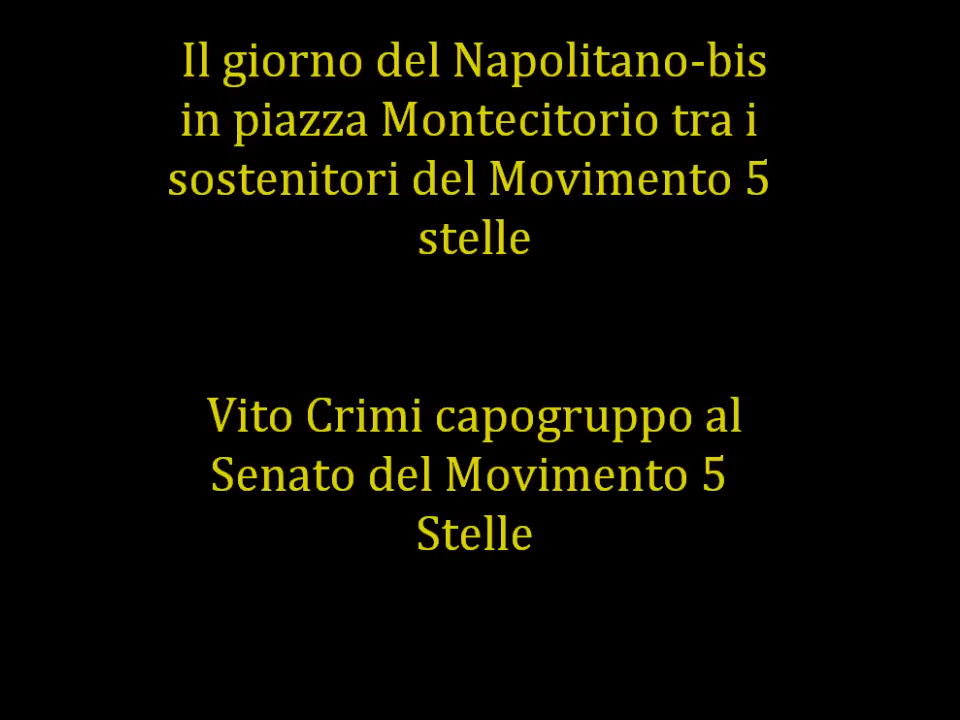 Il giorno del Napolitano-bis
in piazza Montecitorio tra i
sostenitori del Movimento 5
stelle
Vito Crimi capogruppo al
Senato del Movimento 5
Stelle